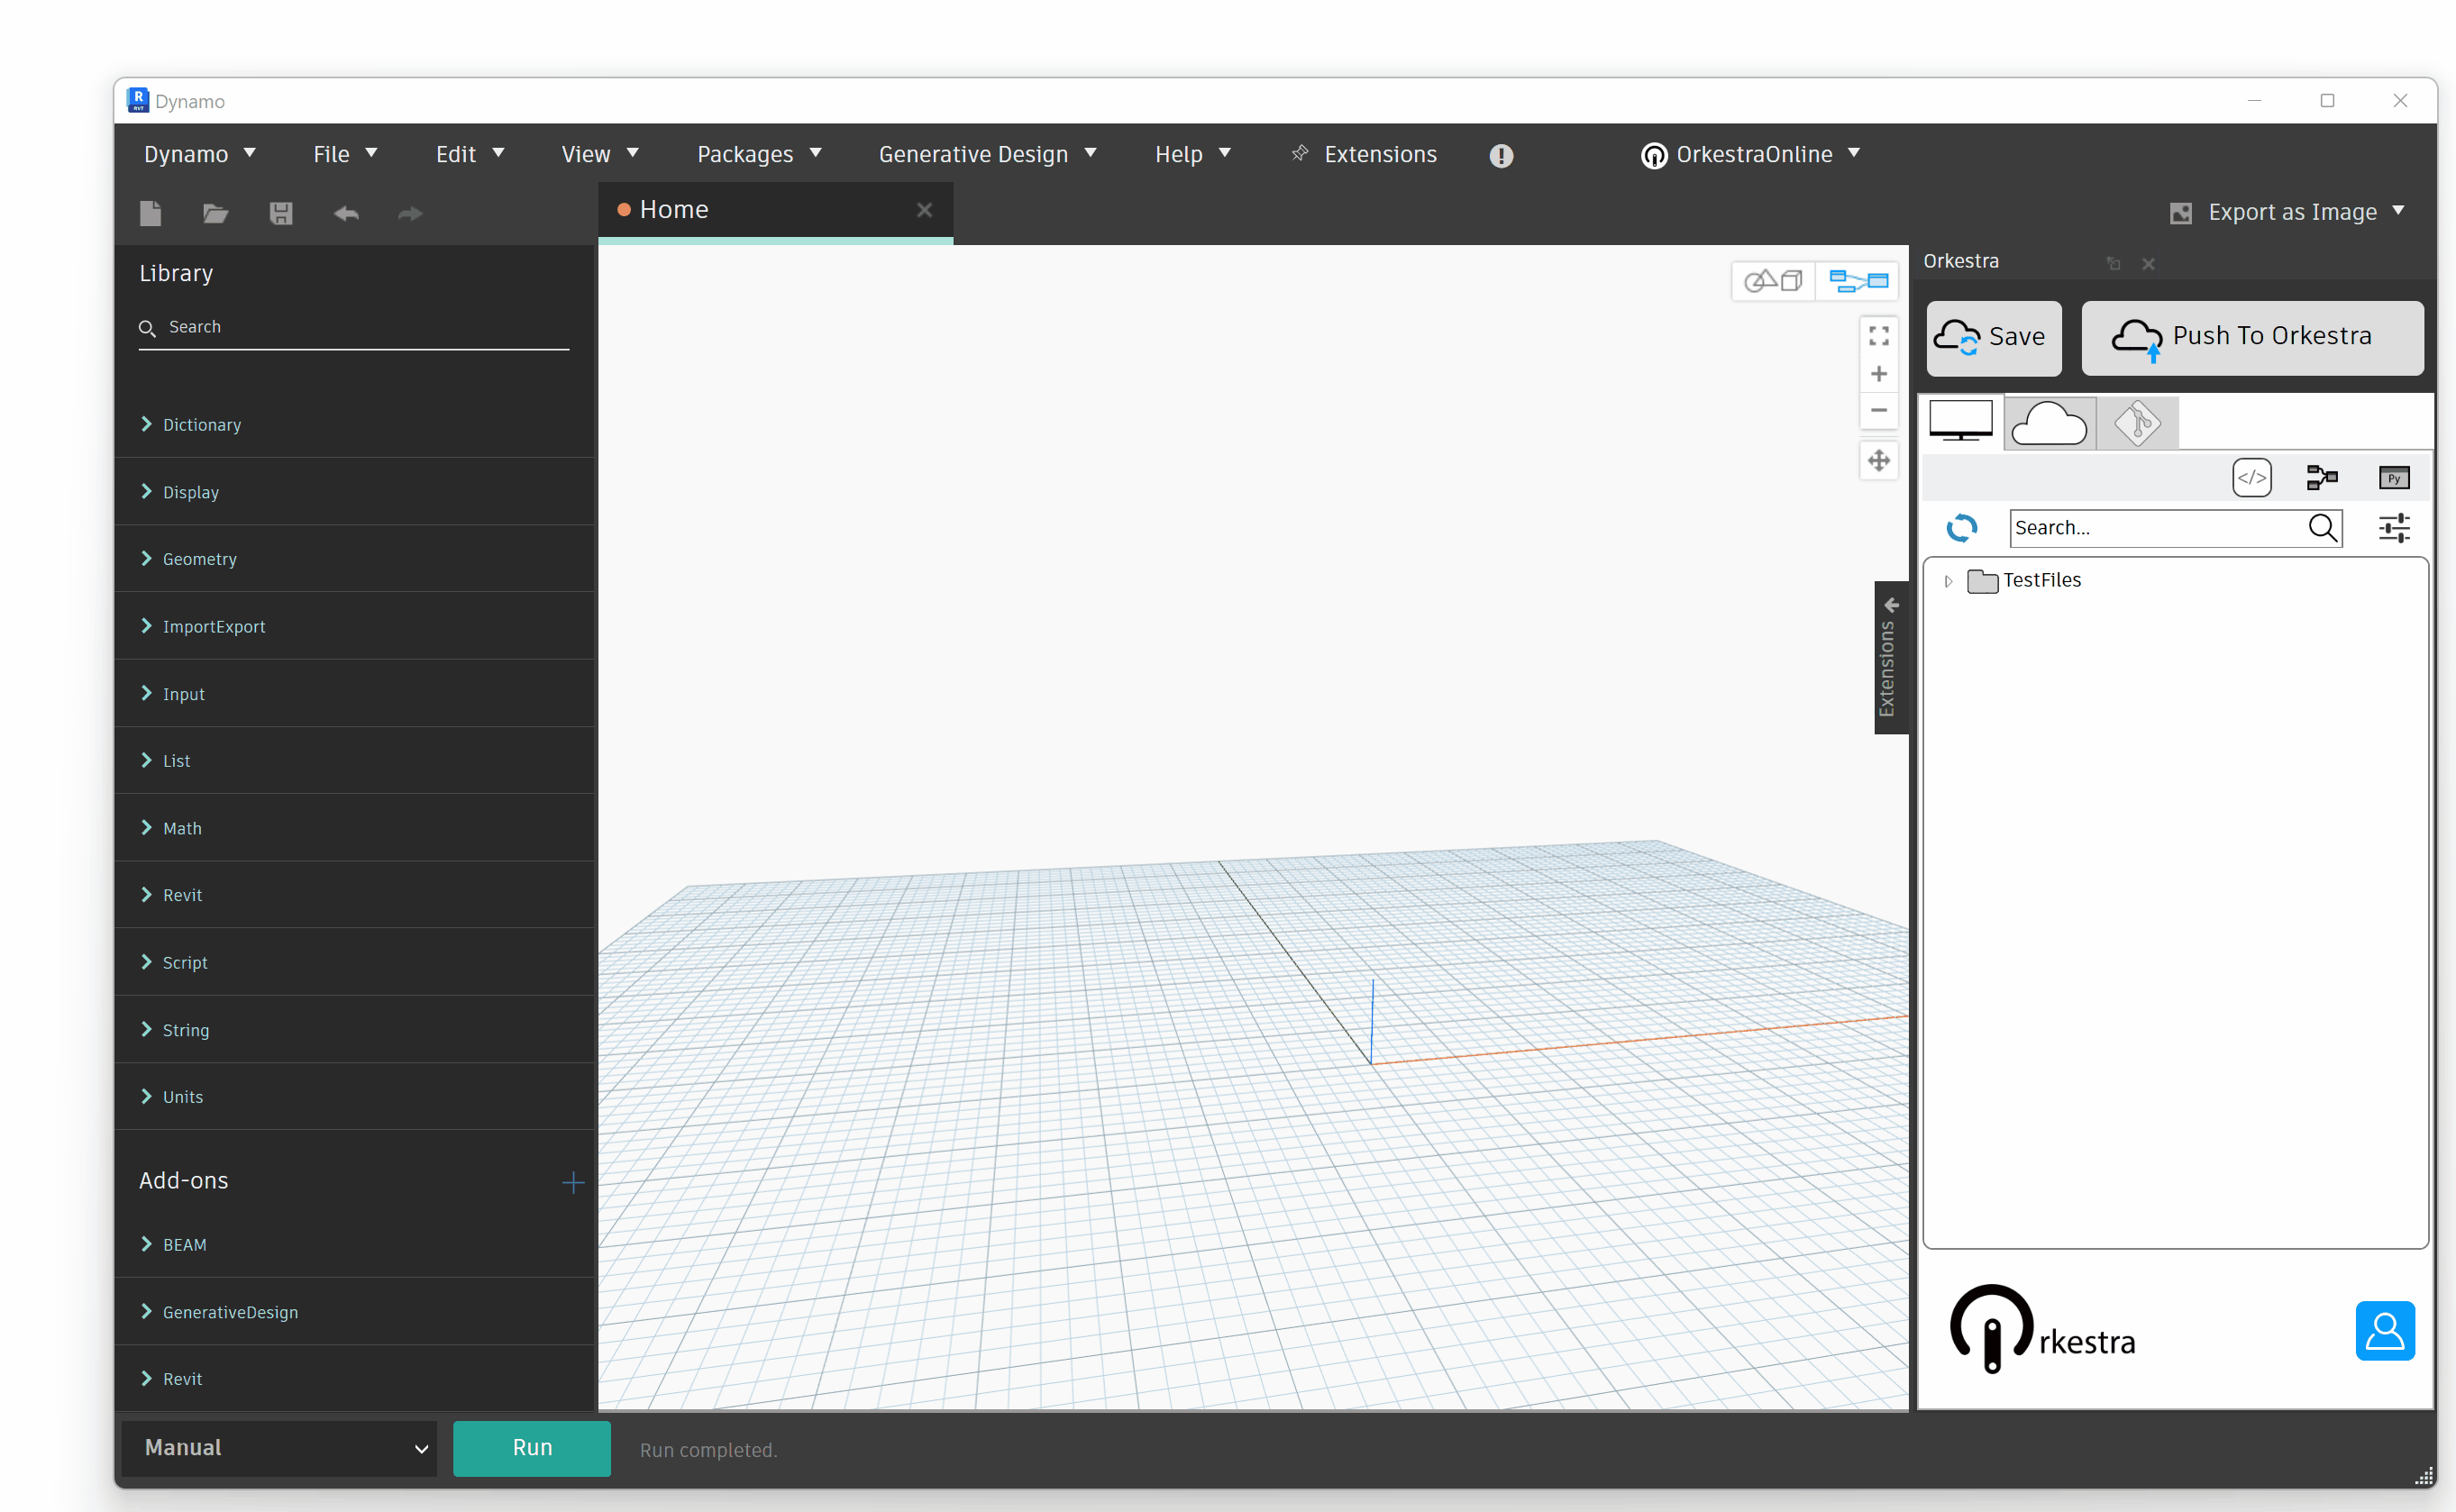 R
RVT
Dynamo
Dynamo File Edit View Packages Generative Design Help Extensions ! OrkestraOnline
Home
Export as Image
Library
Search
Dictionary
Display
Geometry
ImportExport
Input
List
Math
Revit
Script
String
Units
Add-ons
BEAM
GenerativeDesign
Revit
Extensions
Orkestra
Save
Push To Orkestra
</>
Py
Search...
TestFiles
rkestra
Manual
Run
Run completed.